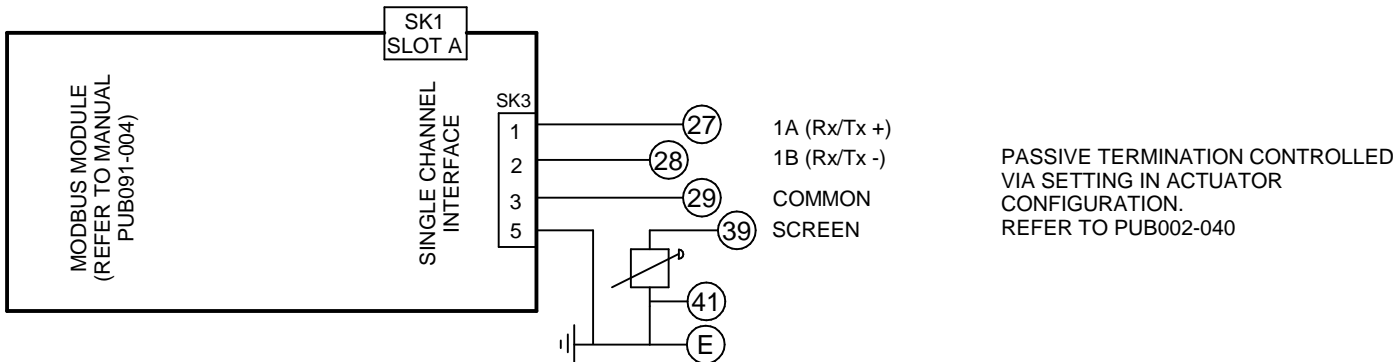 SK1
SLOT A
MODBUS MODULE
(REFER TO MANUAL
PUB091-004)
SINGLE CHANNEL
INTERFACE
SK3
1
27
1A (Rx/Tx +)
2
28
1B (Rx/Tx -)
3
29
COMMON
5
39
SCREEN
41
E
PASSIVE TERMINATION CONTROLLED
VIA SETTING IN ACTUATOR
CONFIGURATION.
REFER TO PUB002-040